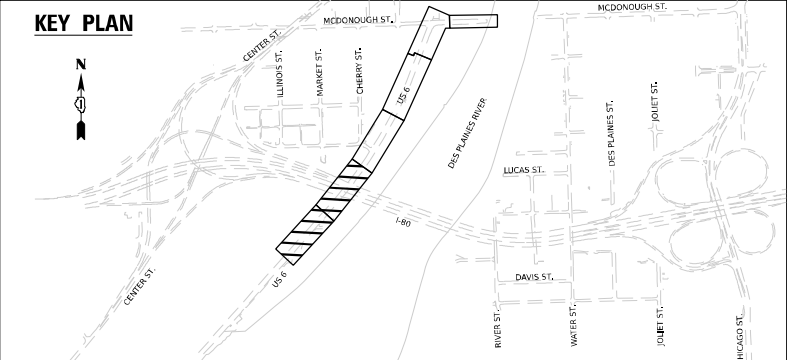 KEY PLAN
MCDONOUGH ST.
MCDONOUGH ST.
CENTER ST.
N
ILLINOIS ST.
MARKET ST.
CHERRY ST.
US 6
DES PLAINES RIVER
DES PLAINES ST.
JOLIET ST.
LUCAS ST.
I-80
US 6
CENTER ST.
DAVIS ST.
RIVER ST.
WATER ST.
JOLIET ST.
HICAGO ST.